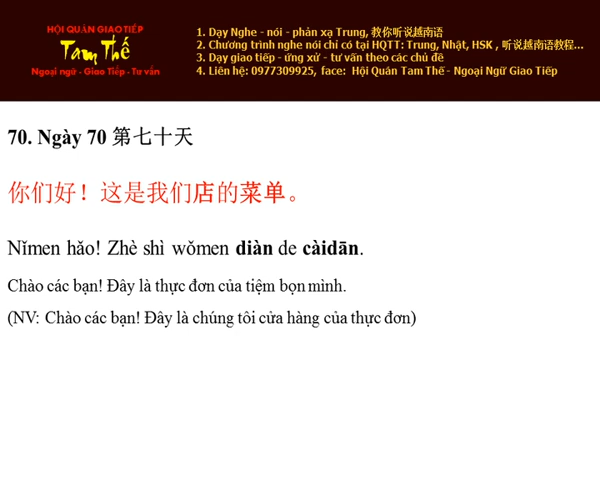 HỘI QUÁN GIAO TIẾP
Tam Thế
Ngoại ngữ - Giao Tiếp - Tư vấn
1. Dạy Nghe - nói - phản xạ Trung, 教你听说越南语
2. Chương trình nghe nói chỉ có tại HQTT: Trung, Nhật, HSK , 听说越南语教程...
3. Dạy giao tiếp - ứng xử - tư vấn theo các chủ đề
4. Liên hệ: 0977309925, face: Hội Quán Tam Thế - Ngoại Ngữ Giao Tiếp
70. Ngày 70 第七十天
你们好！这是我们店的菜单。
Nǐmen hǎo! Zhè shì wǒmen diàn de càidān.
Chào các bạn! Đây là thực đơn của tiệm bọn mình.
(NV: Chào các bạn! Đây là chúng tôi cửa hàng của thực đơn)